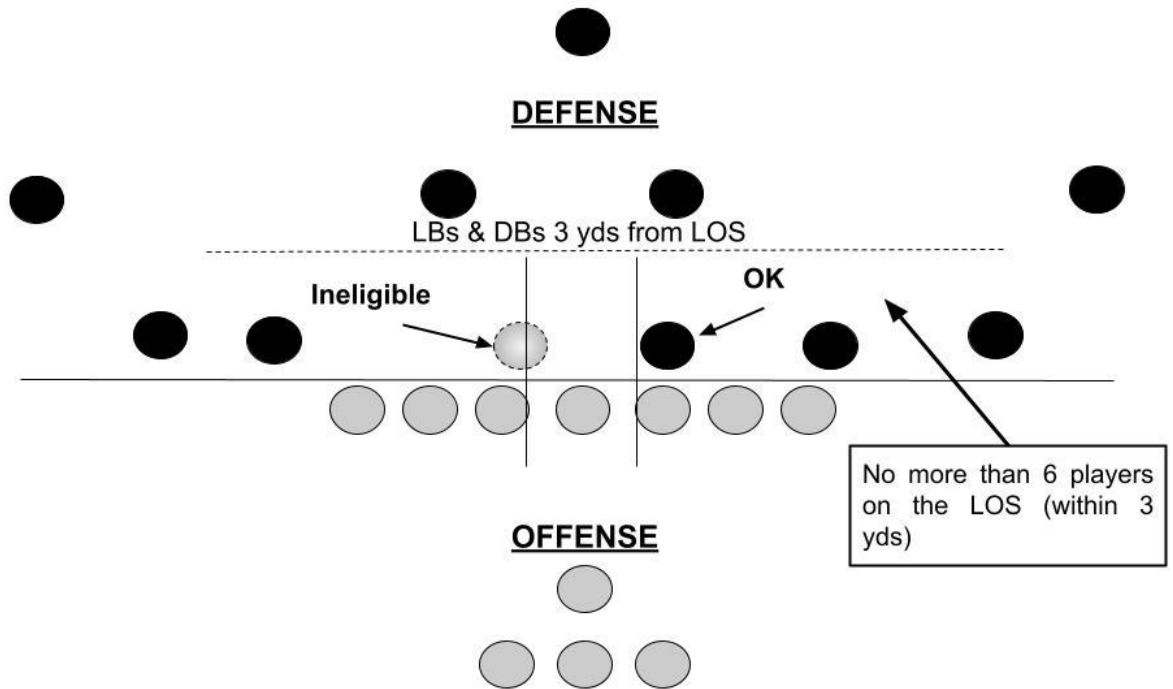 DEFENSE
LBs & DBs 3 yds from LOS
Ineligible
OK
No more than 6 players
on the LOS (within 3
yds)
OFFENSE